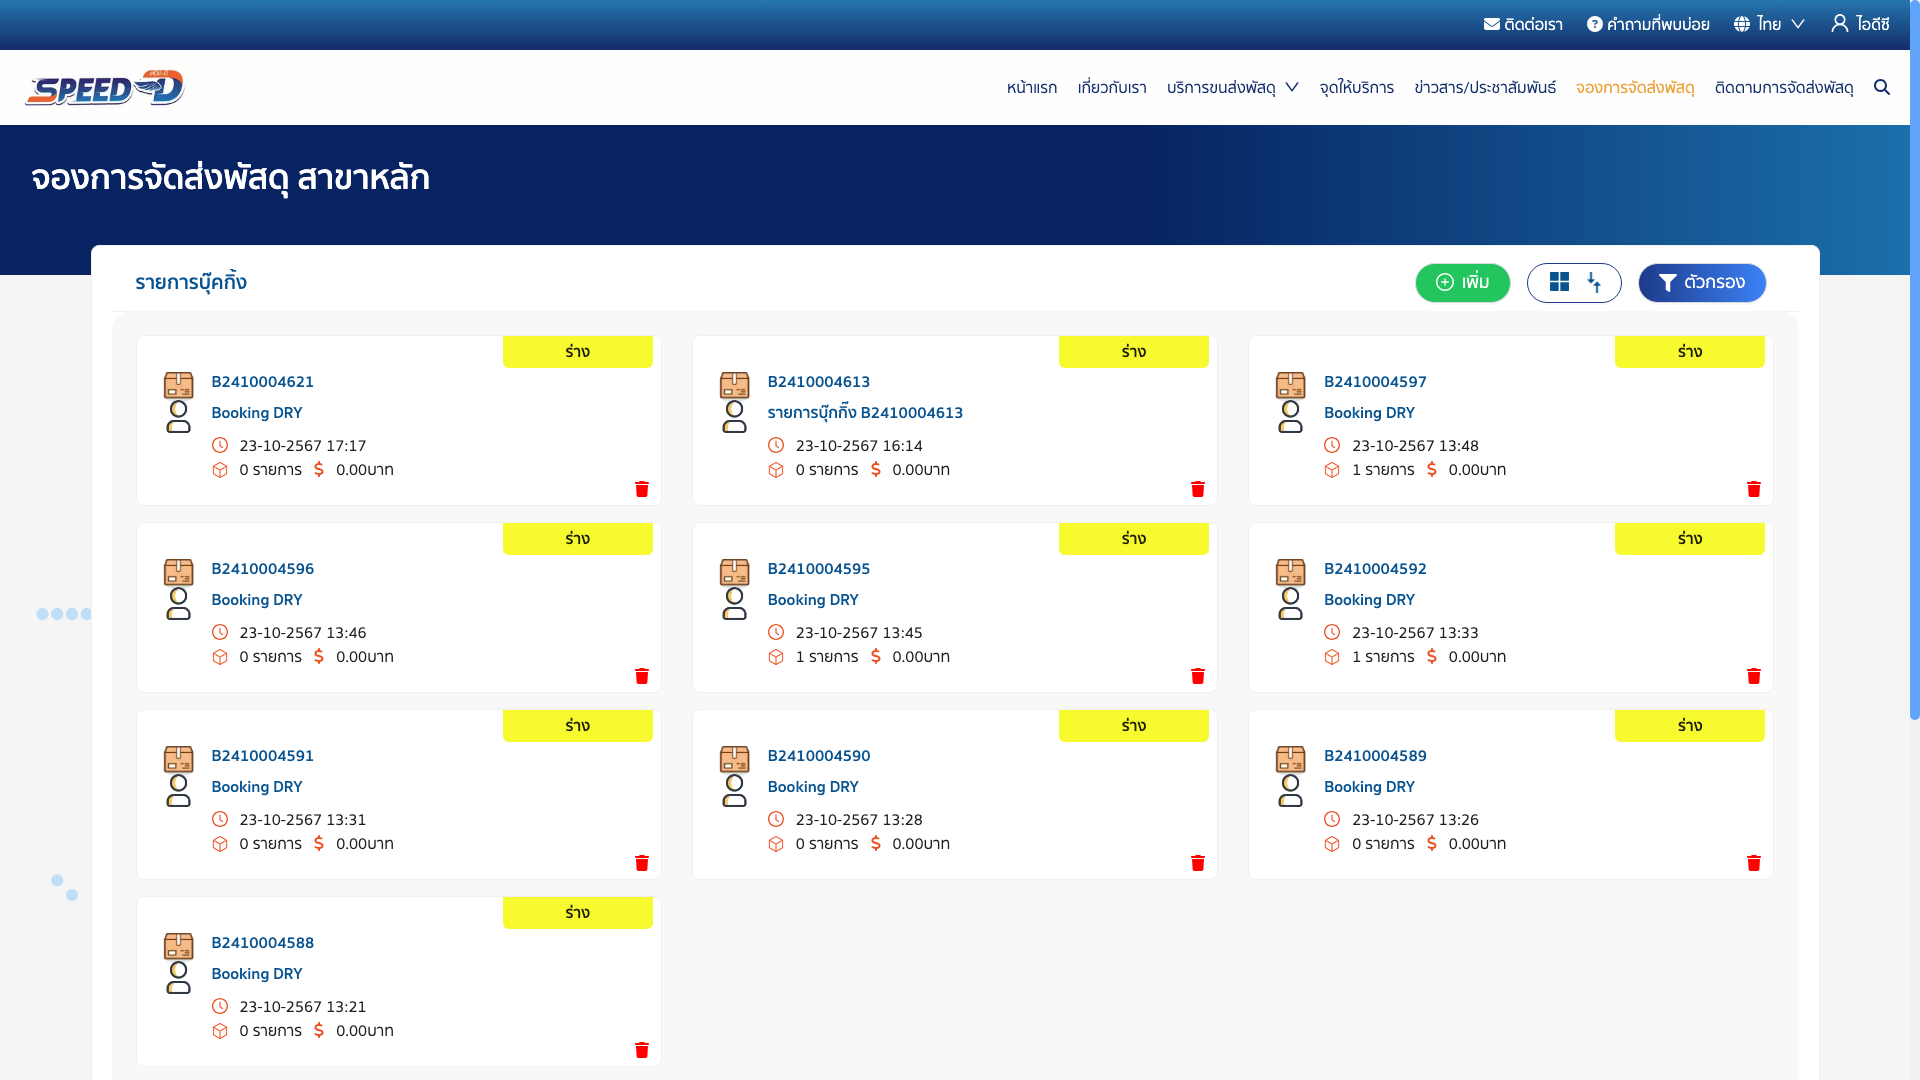 ติดต่อเรา คำถามที่พบบ่อย ไทย ไอดีซี
SPEED-D
หน้าแรก เกี่ยวกับเรา บริการขนส่งพัสดุ จุดให้บริการ ข่าวสาร/ประชาสัมพันธ์ จองการจัดส่งพัสดุ ติดตามการจัดส่งพัสดุ
จองการจัดส่งพัสดุ สาขาหลัก
รายการบุ๊คกิ้ง เพิ่ม ตัวกรอง
ร่าง
B2410004621
Booking DRY
23-10-2567 17:17
0 รายการ 0.00บาท
ร่าง
B2410004613
รายการบุ๊กกิ๊ง B2410004613
23-10-2567 16:14
0 รายการ 0.00บาท
ร่าง
B2410004597
Booking DRY
23-10-2567 13:48
1 รายการ 0.00บาท
ร่าง
B2410004596
Booking DRY
23-10-2567 13:46
0 รายการ 0.00บาท
ร่าง
B2410004595
Booking DRY
23-10-2567 13:45
1 รายการ 0.00บาท
ร่าง
B2410004592
Booking DRY
23-10-2567 13:33
1 รายการ 0.00บาท
ร่าง
B2410004591
Booking DRY
23-10-2567 13:31
0 รายการ 0.00บาท
ร่าง
B2410004590
Booking DRY
23-10-2567 13:28
0 รายการ 0.00บาท
ร่าง
B2410004589
Booking DRY
23-10-2567 13:26
0 รายการ 0.00บาท
ร่าง
B2410004588
Booking DRY
23-10-2567 13:21
0 รายการ 0.00บาท